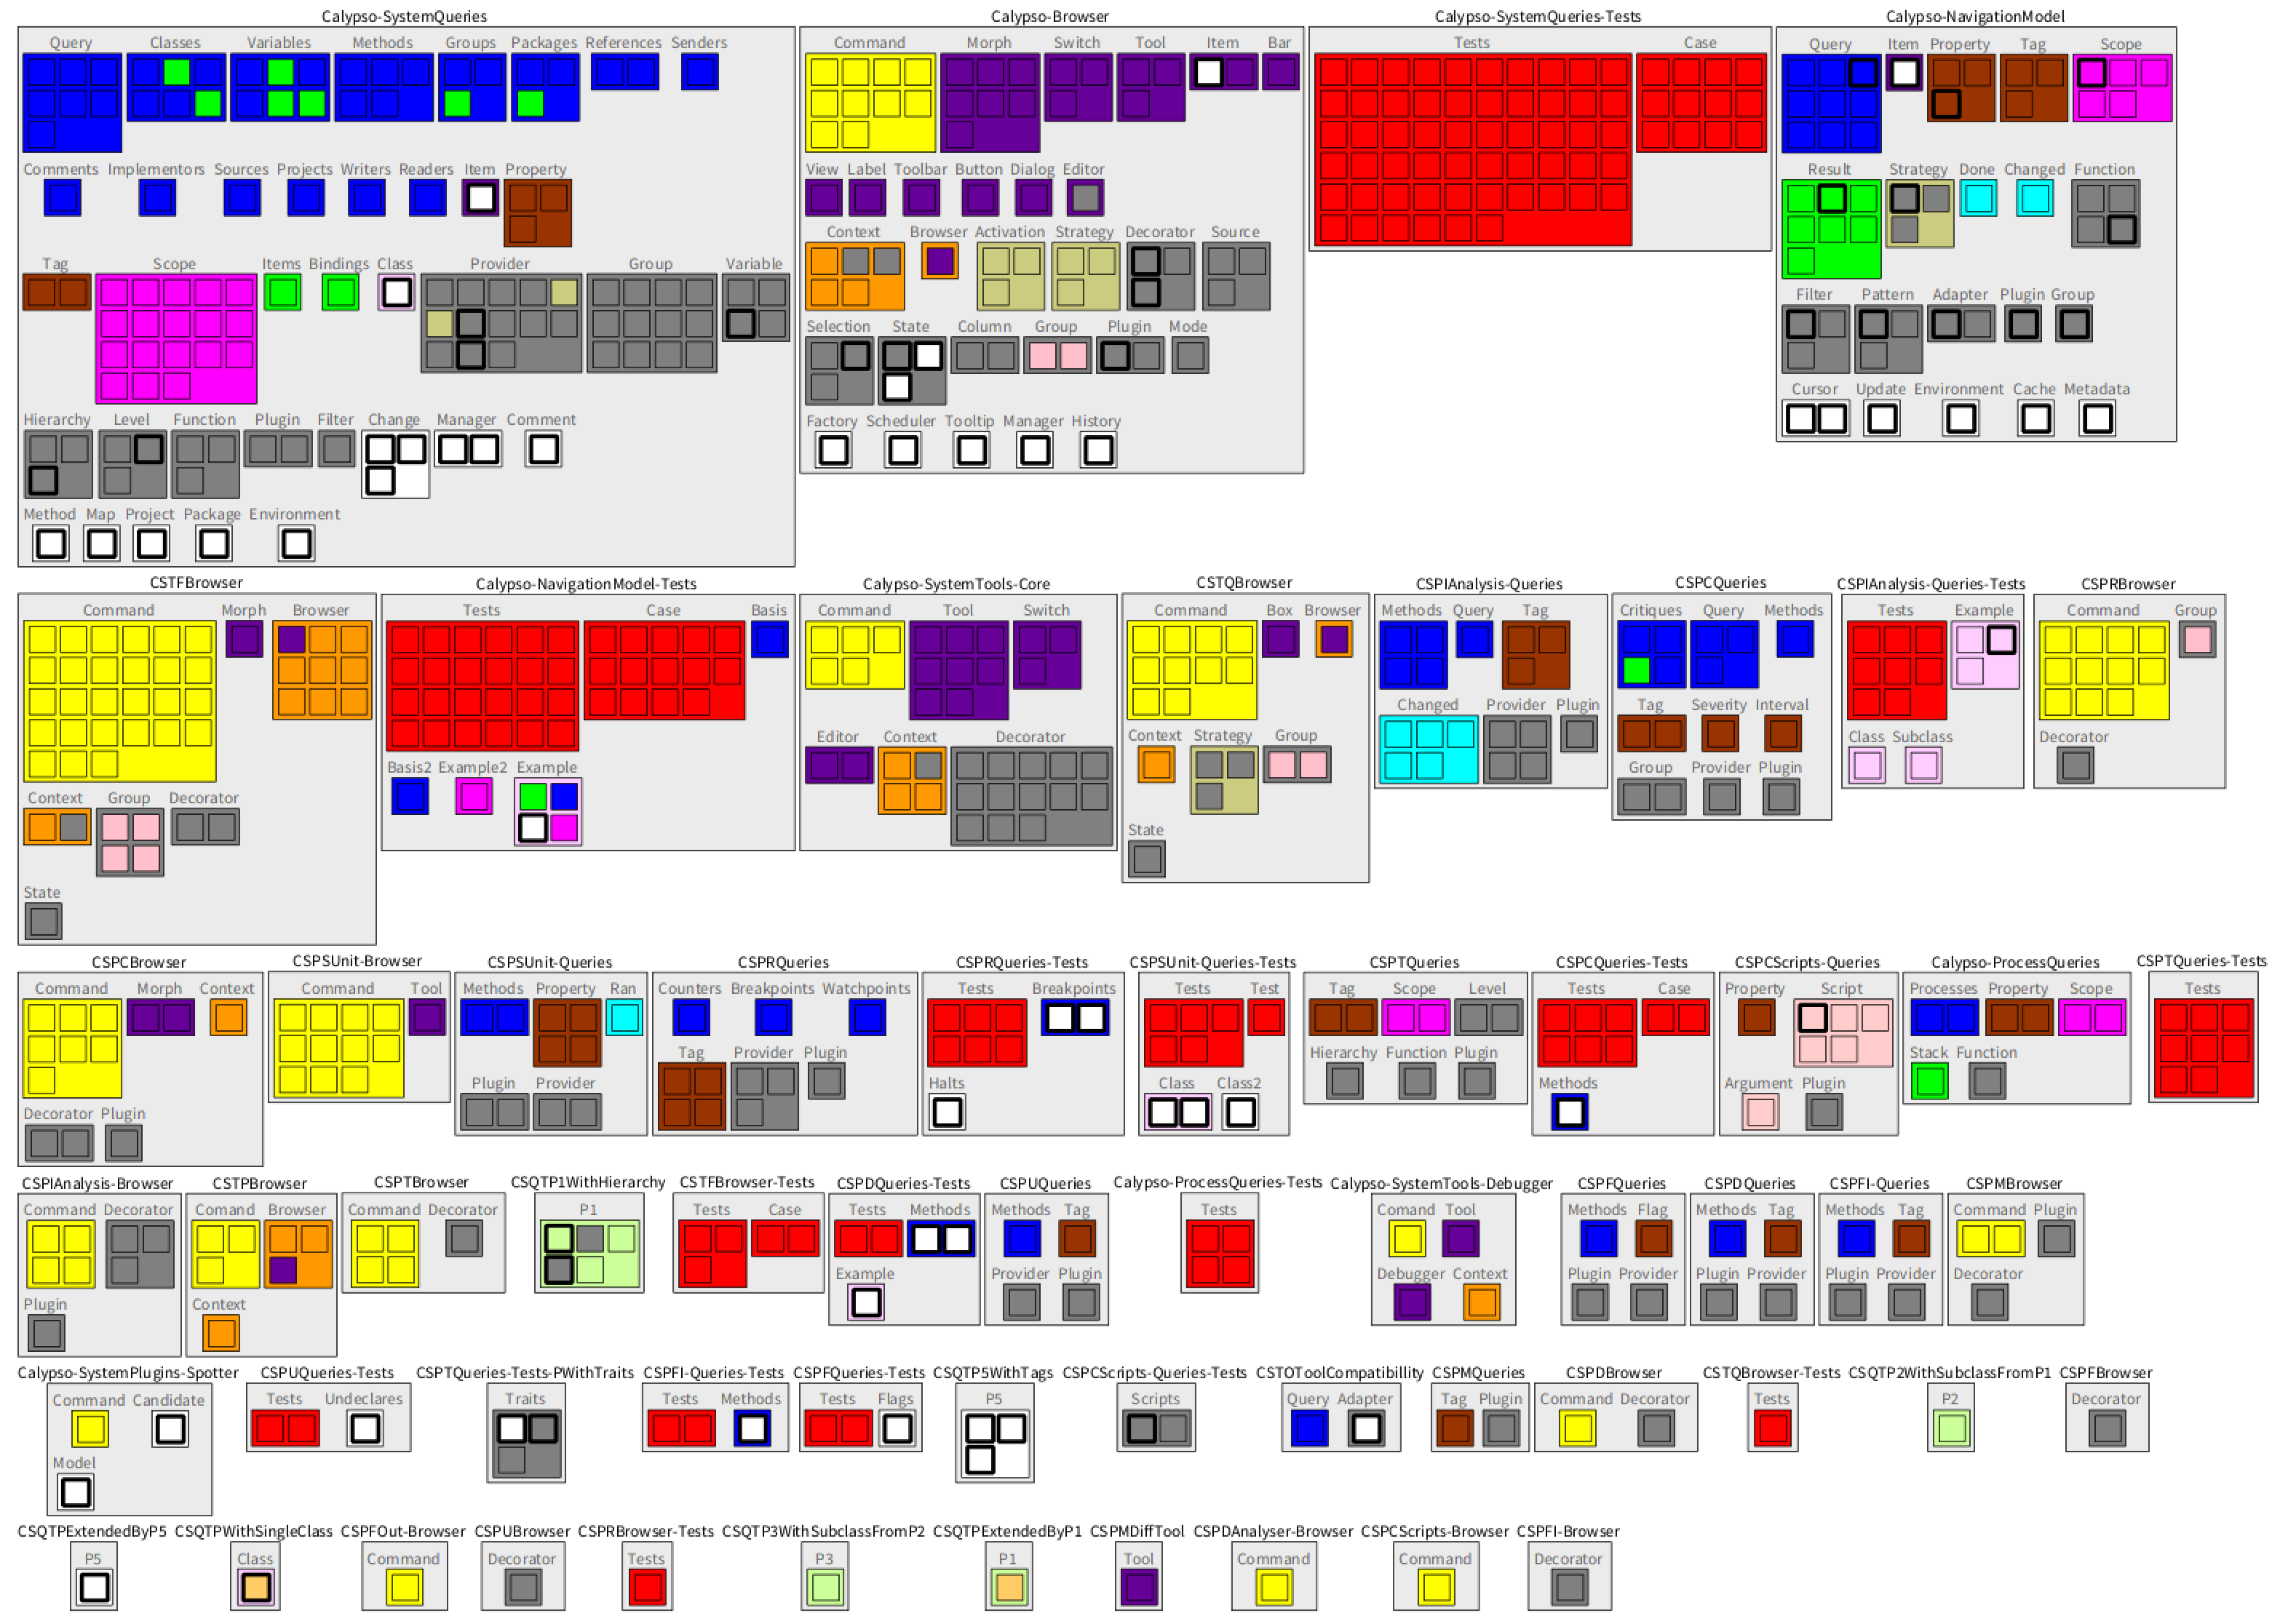 Calypso-SystemQueries Calypso-Browser Calypso-SystemQueries-Tests Calypso-NavigationModel
Query Classes Variables Methods Groups Packages References Senders Command Morph Switch Tool Item Bar Tests Case Query Item Property Tag Scope
Comments Implementors Sources Projects Writers Readers Item Property View Label Toolbar Button Dialog Editor Result Strategy Done Changed Function
Context Browser Activation Strategy Decorator Source
Tag Scope Items Bindings Class Provider Group Variable
Filter Pattern Adapter Plugin Group
Selection State Column Group Plugin Mode
Cursor Update Environment Cache Metadata
Hierarchy Level Function Plugin Filter Change Manager Comment Factory Scheduler Tooltip Manager History
Method Map Project Package Environment
CSTFBrowser Calypso-NavigationModel-Tests Calypso-SystemTools-Core CSTQBrowser CSPIAnalysis-Queries CSPCQueries CSPIAnalysis-Queries-Tests CSPRBrowser
Command Morph Browser Tests Case Basis Command Tool Switch Command Box Browser Methods Query Tag Critiques Query Methods Tests Example Command Group
Changed Provider Plugin Tag Severity Interval
Editor Context Decorator Context Strategy Group Class Subclass Decorator
Basis2 Example2 Example Group Provider Plugin
Context Group Decorator
State
State
CSPCBrowser CSPSUnit-Browser CSPSUnit-Queries CSPRQueries CSPRQueries-Tests CSPSUnit-Queries-Tests CSPTQueries CSPCQueries-Tests CSPCScripts-Queries Calypso-ProcessQueries CSPTQueries-Tests
Command Morph Context Command Tool Methods Property Ran Counters Breakpoints Watchpoints Tests Breakpoints Tests Test Tag Scope Level Tests Case Property Script Processes Property Scope Tests
Tag Provider Plugin Hierarchy Function Plugin Stack Function
Plugin Provider Halts Class Class2 Methods Argument Plugin
Decorator Plugin
CSPIAnalysis-Browser CSTPBrowser CSPTBrowser CSQTP1WithHierarchy CSTFBrowser-Tests CSPDQueries-Tests CSPUQueries Calypso-ProcessQueries-Tests Calypso-SystemTools-Debugger CSPFQueries CSPDQueries CSPFI-Queries CSPMBrowser
Command Decorator Comand Browser Command Decorator P1 Tests Case Tests Methods Methods Tag Tests Comand Tool Methods Flag Methods Tag Methods Tag Command Plugin
Example Provider Plugin Debugger Context Plugin Provider Plugin Provider Plugin Provider Decorator
Plugin Context
Calypso-SystemPlugins-Spotter CSPUQueries-Tests CSPTQueries-Tests-PWithTraits CSPFI-Queries-Tests CSPFQueries-Tests CSQTP5WithTags CSPCScripts-Queries-Tests CSTOToolCompatibillity CSPMQueries CSPDBrowser CSTQBrowser-Tests CSQTP2WithSubclassFromP1 CSPFBrowser
Command Candidate Tests Undeclares Traits Tests Methods Tests Flags P5 Scripts Query Adapter Tag Plugin Command Decorator Tests P2 Decorator
Model
CSQTPExtendedByP5 CSQTPWithSingleClass CSPFOut-Browser CSPUBrowser CSPRBrowser-Tests CSQTP3WithSubclassFromP2 CSQTPExtendedByP1 CSPMDiffTool CSPDAnalyser-Browser CSPCScripts-Browser CSPFI-Browser
P5 Class Command Decorator Tests P3 P1 Tool Command Command Decorator